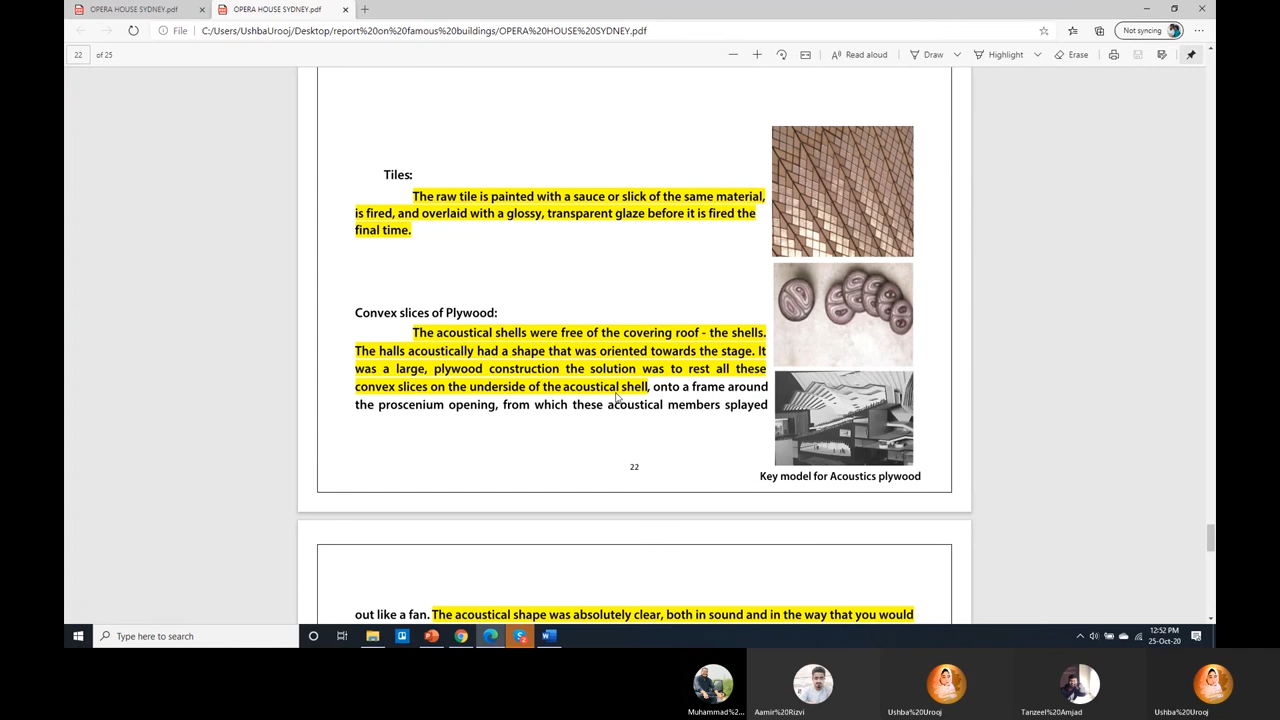 OPERA HOUSE SYDNEY.pdf
OPERA HOUSE SYDNEY.pdf
File
C:/Users/UshbaUrooj/Desktop/report%20on%20famous%20buildings/OPERA%20HOUSE%20SYDNEY.pdf
Not syncing
22 of 25
Read aloud
Draw
Highlight
Erase
Tiles:
The raw tile is painted with a sauce or slick of the same material,
is fired, and overlaid with a glossy, transparent glaze before it is fired the
final time.
Convex slices of Plywood:
The acoustical shells were free of the covering roof - the shells.
The halls acoustically had a shape that was oriented towards the stage. It
was a large, plywood construction the solution was to rest all these
convex slices on the underside of the acoustical shell, onto a frame around
the proscenium opening, from which these acoustical members splayed
22
Key model for Acoustics plywood
out like a fan. The acoustical shape was absolutely clear, both in sound and in the way that you would
Type here to search
12:52 PM
25-Oct-20
Muhammad%2...
Aamir%20Rizvi
Ushba%20Urooj
Tanzeel%20Amjad
Ushba%20Urooj